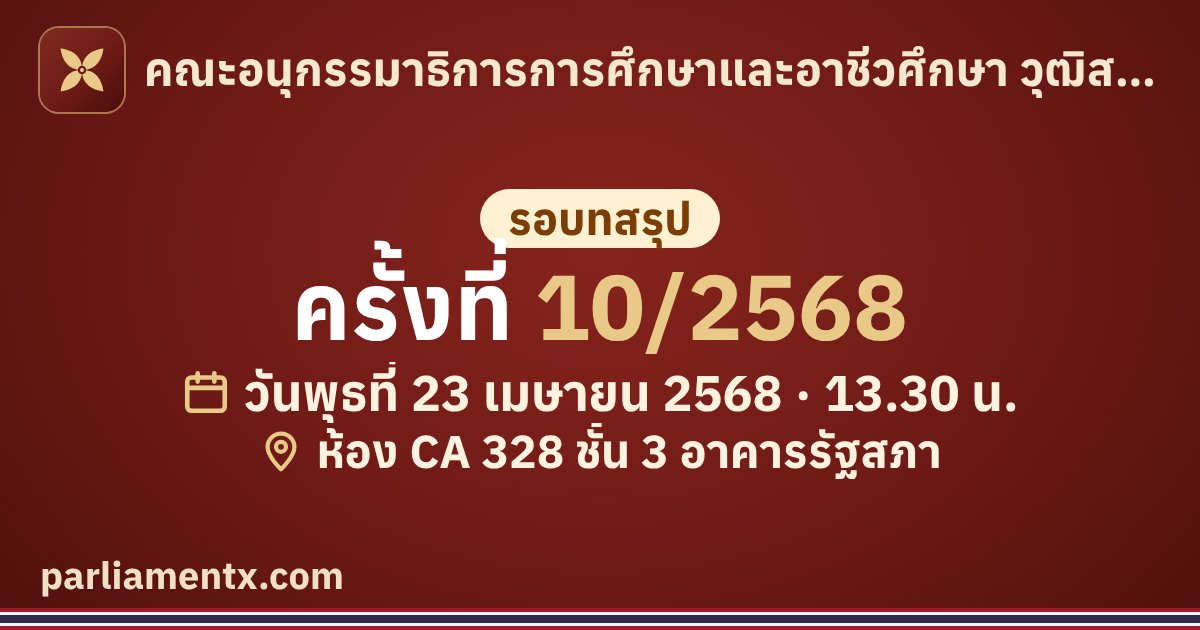 คณะอนุกรรมาธิการการศึกษาและอาชีวศึกษา วุฒิส...
รอบทสรุป
ครั้งที่ 10/2568
วันพุธที่ 23 เมษายน 2568 · 13.30 น.
ห้อง CA 328 ชั้น 3 อาคารรัฐสภา
parliamentx.com